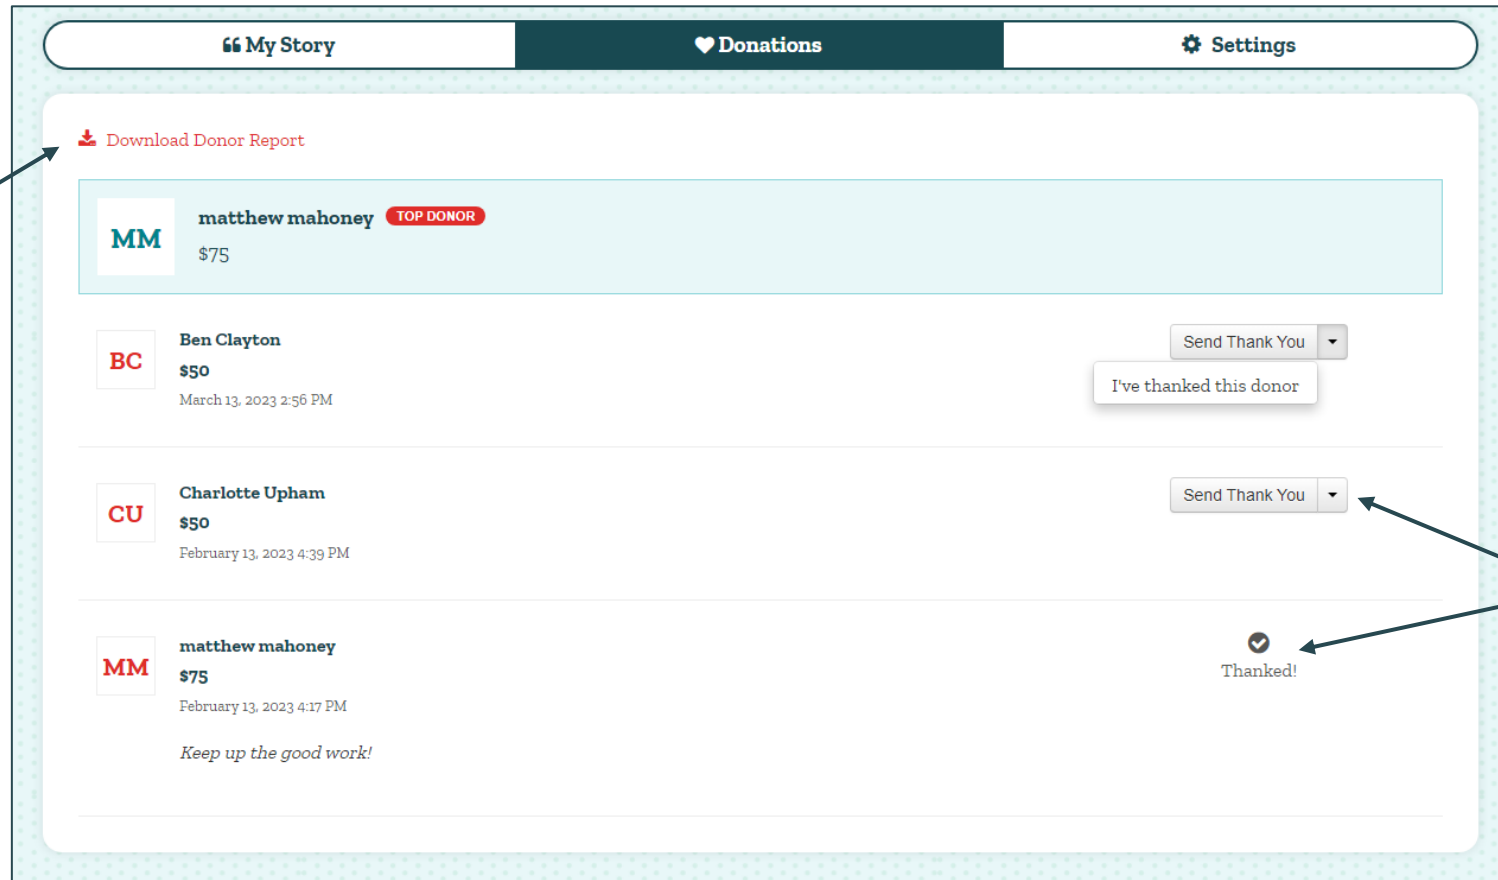 My Story
Donations
Settings
Download Donor Report
MM
matthew mahoney TOP DONOR
$75
BC
Ben Clayton
$50
March 13, 2023 2:56 PM
Send Thank You
I've thanked this donor
CU
Charlotte Upham
$50
February 13, 2023 4:39 PM
Send Thank You
MM
matthew mahoney
$75
February 13, 2023 4:17 PM
Keep up the good work!
Thanked!